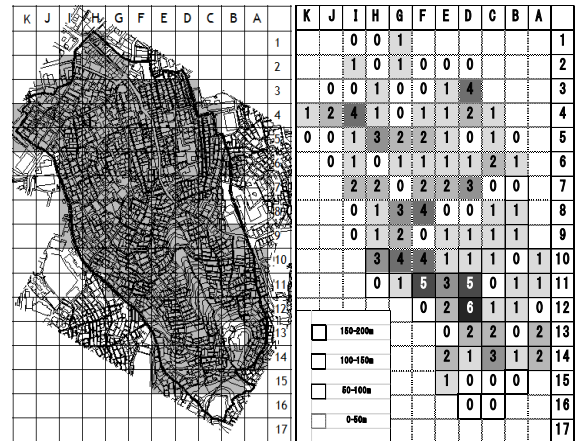 K J I H G F E D C B A
1
2
3
4
5
6
7
8
9
10
11
12
13
14
15
16
17
K J I H G F E D C B A
0 0 1 1
1 0 1 0 0 0 2
0 0 1 0 0 1 4 3
1 2 4 1 0 1 1 2 1 4
0 0 1 3 2 2 1 0 1 0 5
0 1 0 1 1 1 1 2 1 6
2 2 0 2 2 3 0 0 7
0 1 3 4 0 0 1 1 8
0 1 2 0 1 1 1 1 9
3 4 4 1 1 1 0 1 10
0 1 5 3 5 0 1 1 11
0 2 6 1 1 0 12
0 2 2 0 2 13
2 1 3 1 2 14
1 0 0 0 15
0 0 16
17
150-200m
100-150m
50-100m
0-50m